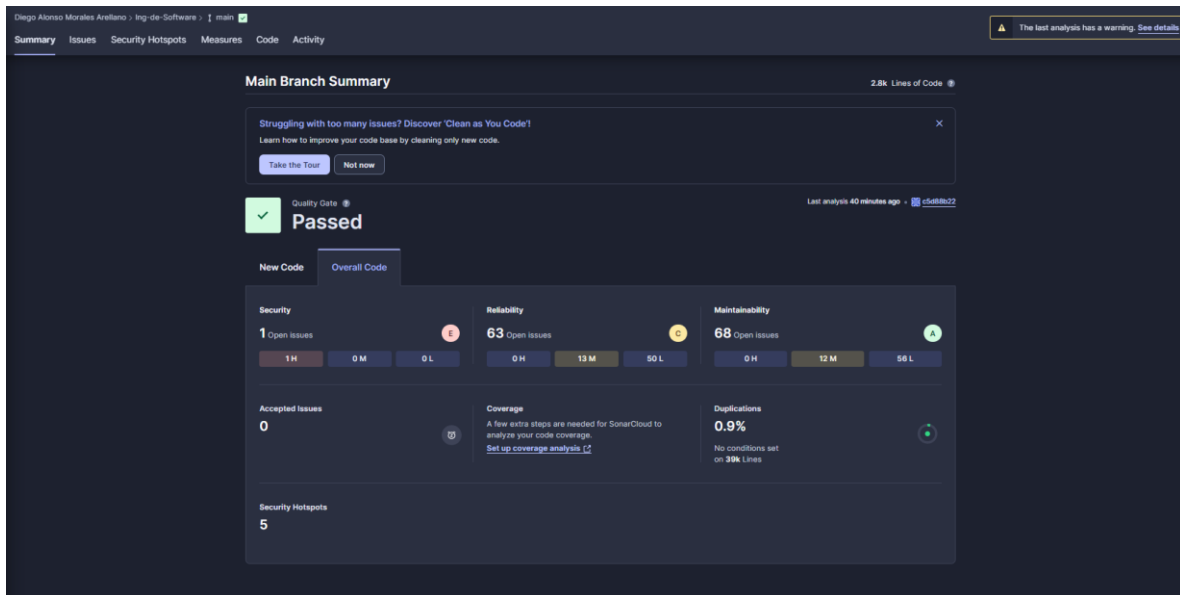 Diego Alonso Morales Arellano > Ing-de-Software > main
The last analysis has a warning. See details
Summary Issues Security Hotspots Measures Code Activity
Main Branch Summary
2.8k Lines of Code
Struggling with too many issues? Discover 'Clean as You Code'!
Learn how to improve your code base by cleaning only new code.
Take the Tour Not now
Quality Gate
Passed
Last analysis 40 minutes ago • c5d88b22
New Code Overall Code
Security
1 Open issues E
1 H 0 M 0 L
Reliability
63 Open issues C
0 H 13 M 50 L
Maintainability
68 Open issues A
0 H 12 M 56 L
Accepted Issues
0
Coverage
A few extra steps are needed for SonarCloud to
analyze your code coverage.
Set up coverage analysis
Duplications
0.9%
No conditions set
on 39k Lines
Security Hotspots
5